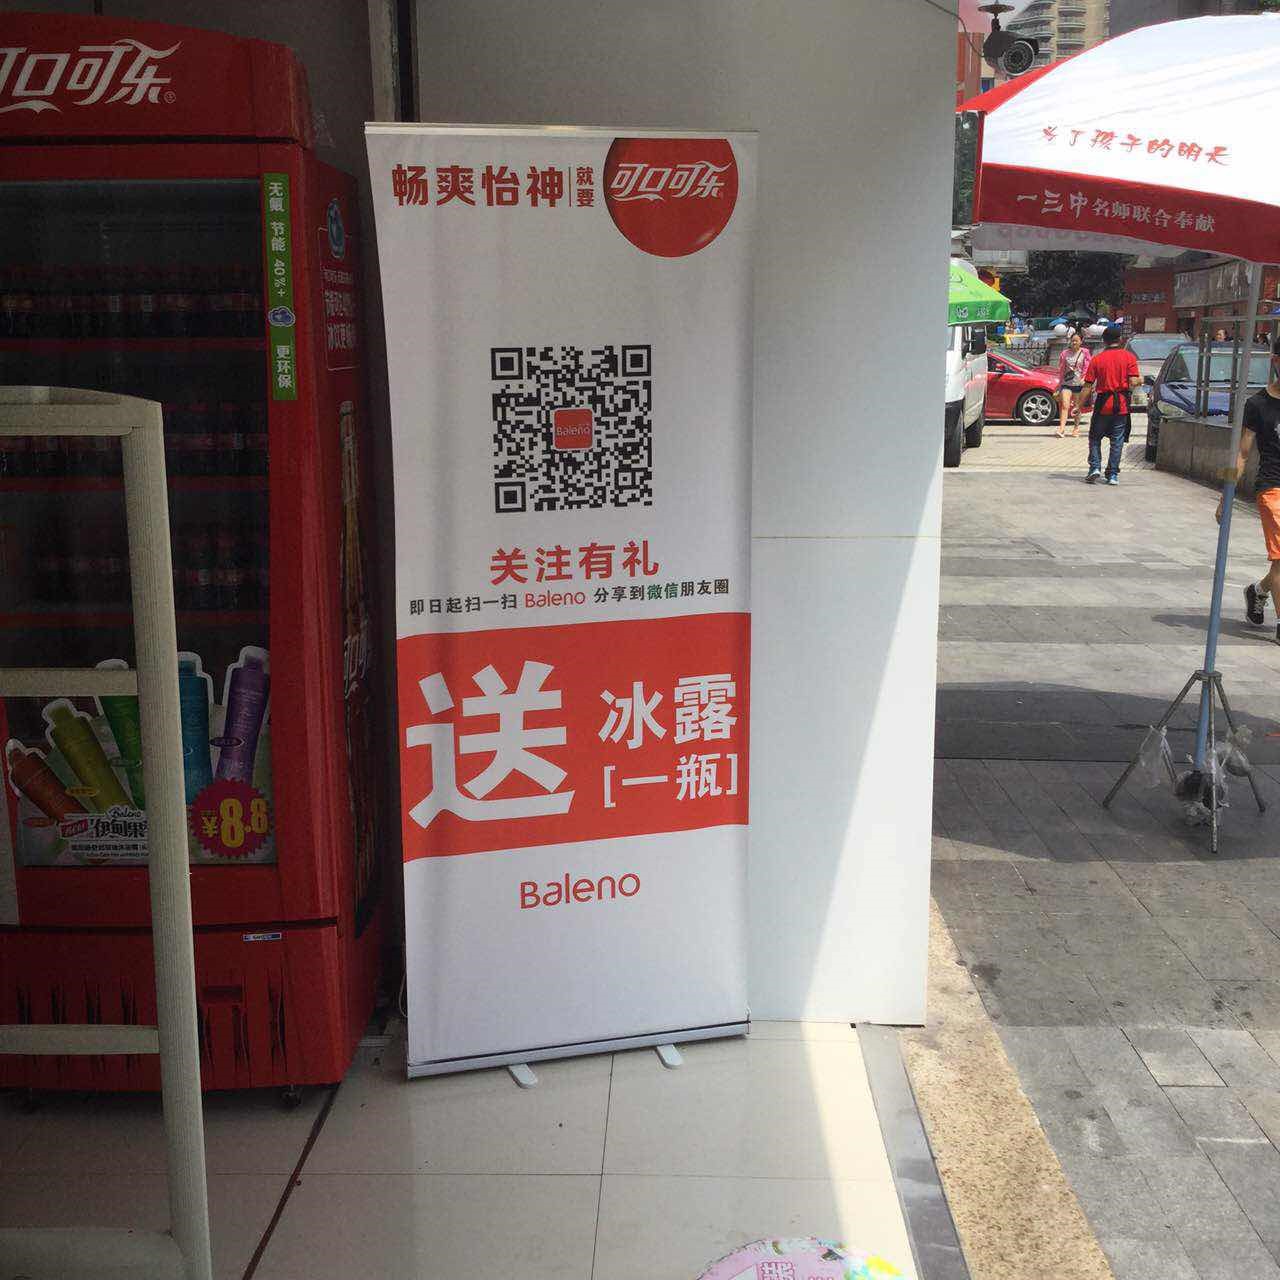 可口可乐
无氟 节能 40%+ 更环保
畅爽怡神 就要 可口可乐
Baleno
关注有礼
即日起扫一扫 Baleno 分享到微信朋友圈
送 冰露
[一瓶]
Baleno
Baleno
¥8.8
为了孩子的明天
一三中名师联合奉献